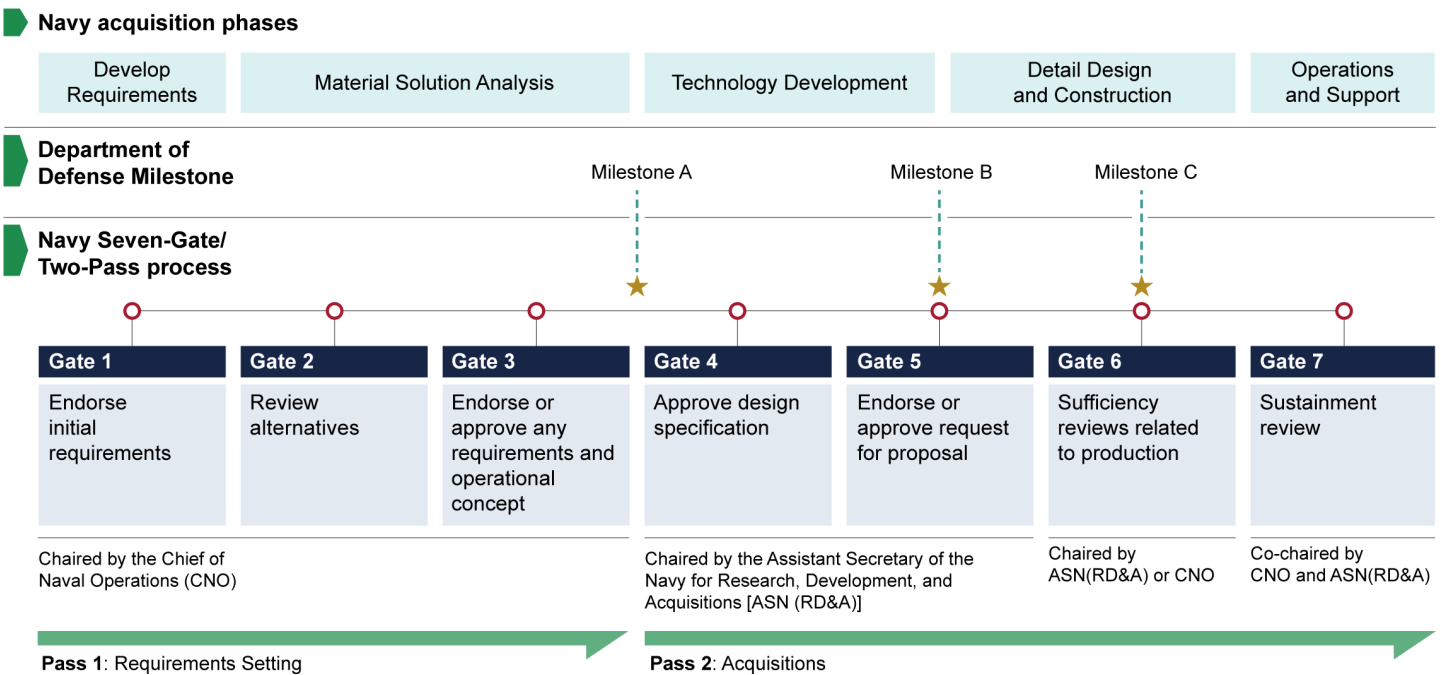 Navy acquisition phases
Develop
Requirements
Material Solution Analysis
Technology Development
Detail Design
and Construction
Operations
and Support
Department of
Defense Milestone
Milestone A
Milestone B
Milestone C
Navy Seven-Gate/
Two-Pass process
Gate 1
Endorse
initial
requirements
Gate 2
Review
alternatives
Gate 3
Endorse or
approve any
requirements and
operational
concept
Gate 4
Approve design
specification
Gate 5
Endorse or
approve request
for proposal
Gate 6
Sufficiency
reviews related
to production
Gate 7
Sustainment
review
Chaired by the Chief of
Naval Operations (CNO)
Chaired by the Assistant Secretary of the
Navy for Research, Development, and
Acquisitions [ASN (RD&A)]
Chaired by
ASN(RD&A) or CNO
Co-chaired by
CNO and ASN(RD&A)
Pass 1: Requirements Setting
Pass 2: Acquisitions